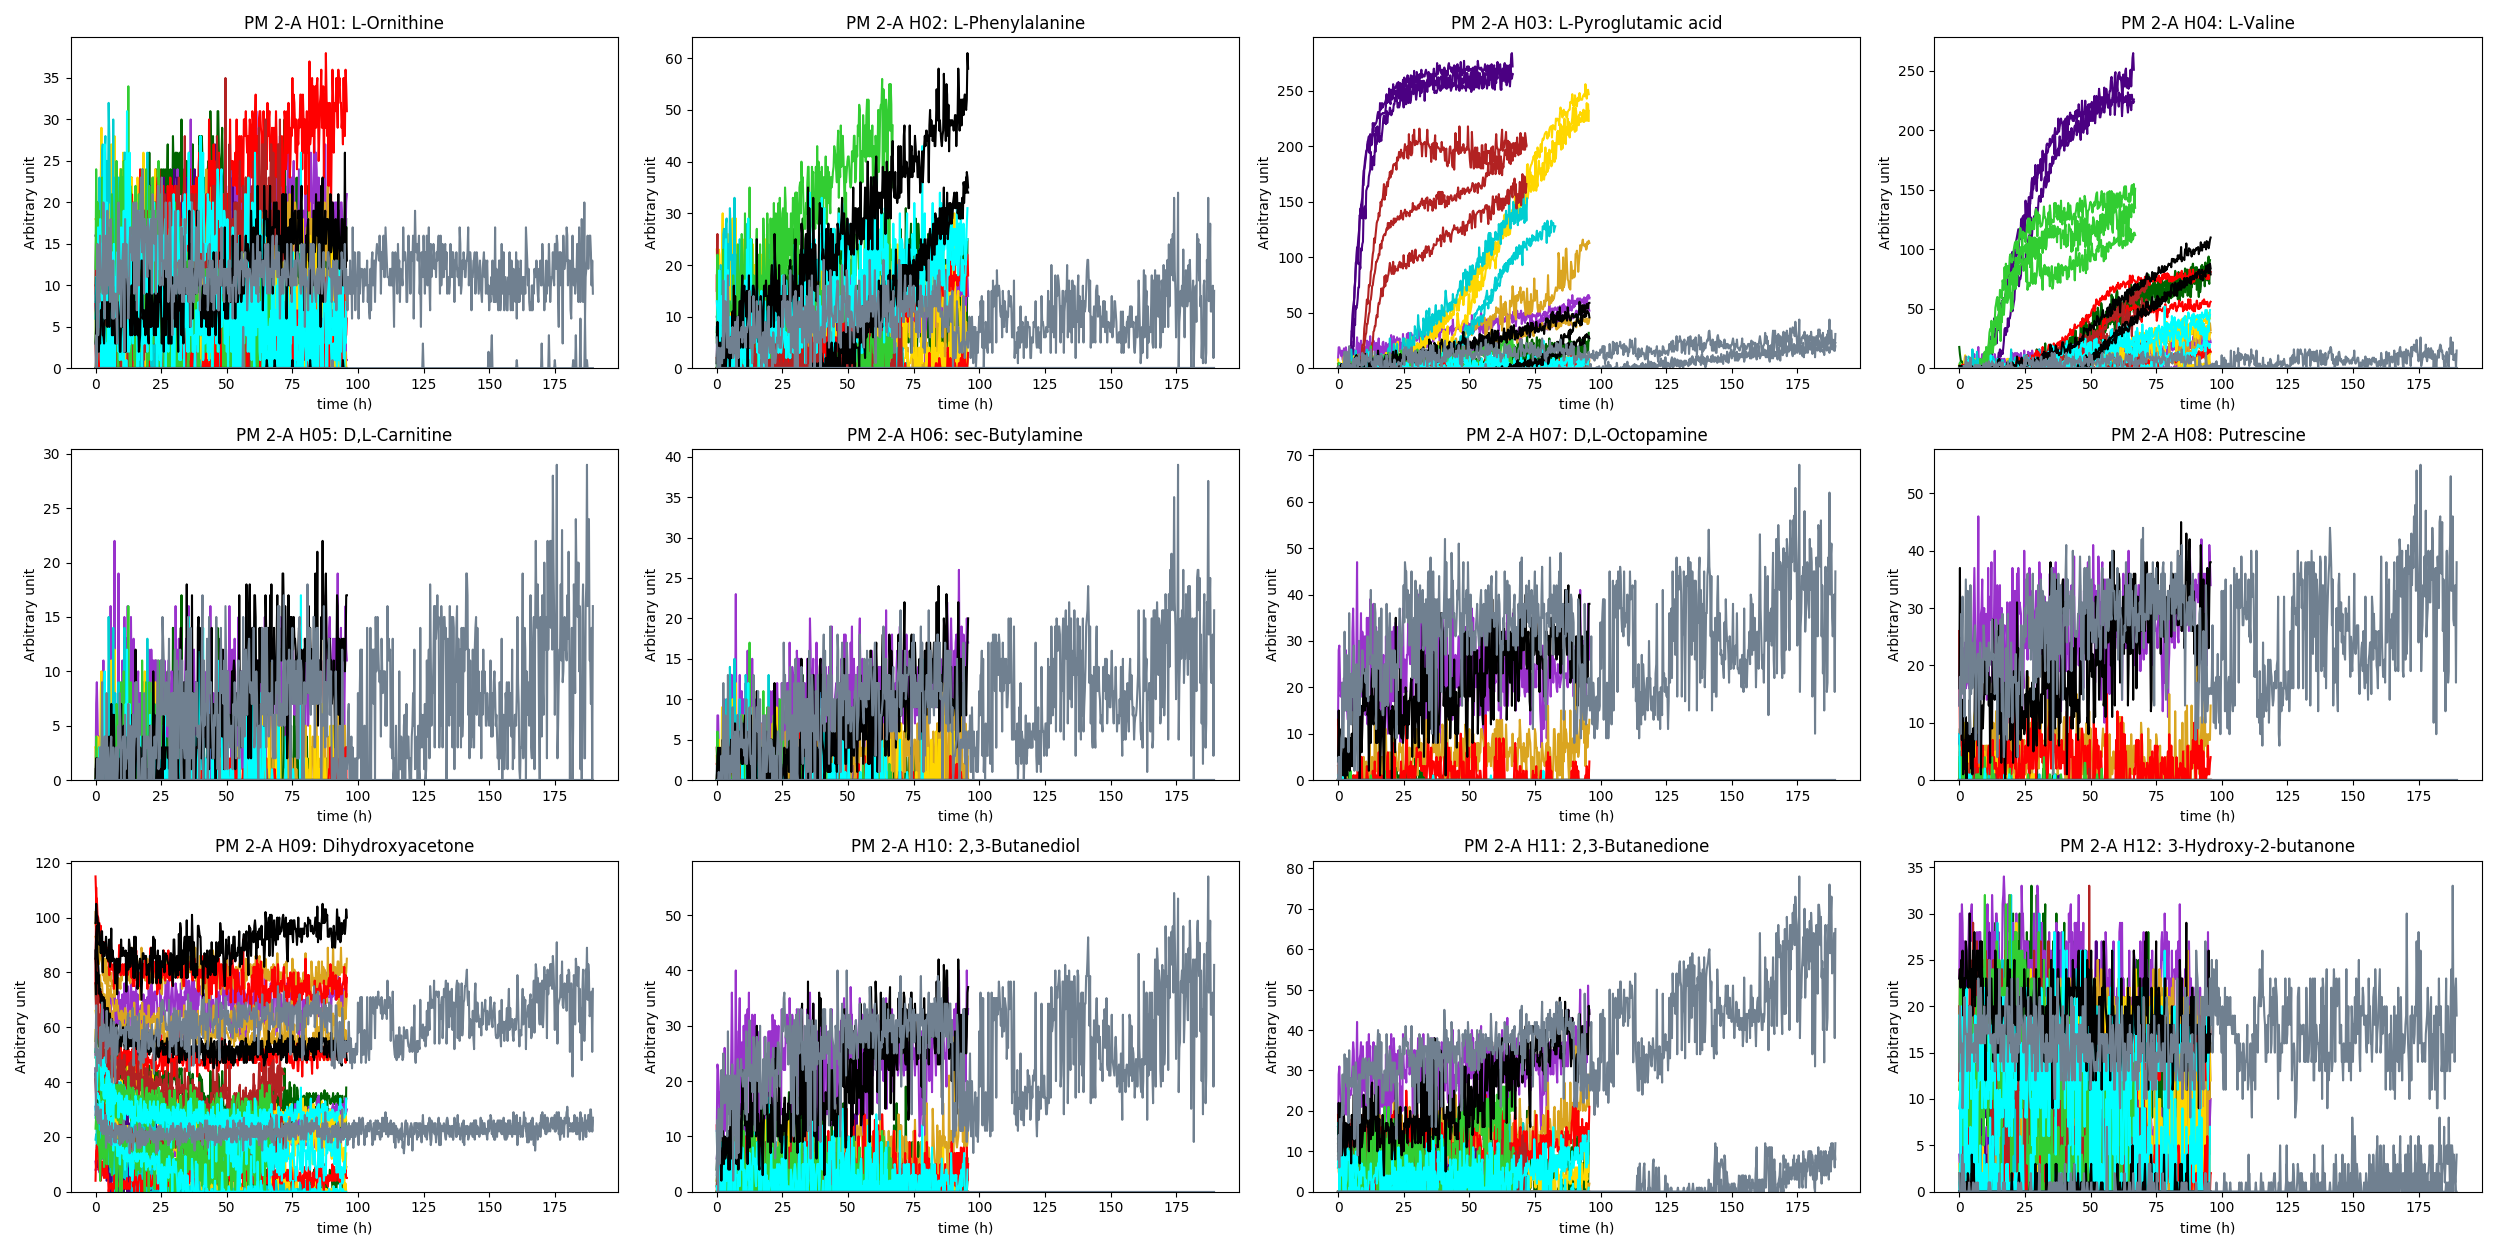 PM 2-A H01: L-Ornithine
PM 2-A H02: L-Phenylalanine
PM 2-A H03: L-Pyroglutamic acid
PM 2-A H04: L-Valine
Arbitrary unit
35
30
25
20
15
10
5
0
0 25 50 75 100 125 150 175
time (h)
Arbitrary unit
60
50
40
30
20
10
0
0 25 50 75 100 125 150 175
time (h)
Arbitrary unit
250
200
150
100
50
0
0 25 50 75 100 125 150 175
time (h)
Arbitrary unit
250
200
150
100
50
0
0 25 50 75 100 125 150 175
time (h)
PM 2-A H05: D,L-Carnitine
PM 2-A H06: sec-Butylamine
PM 2-A H07: D,L-Octopamine
PM 2-A H08: Putrescine
Arbitrary unit
30
25
20
15
10
5
0
0 25 50 75 100 125 150 175
time (h)
Arbitrary unit
40
35
30
25
20
15
10
5
0
0 25 50 75 100 125 150 175
time (h)
Arbitrary unit
70
60
50
40
30
20
10
0
0 25 50 75 100 125 150 175
time (h)
Arbitrary unit
50
40
30
20
10
0
0 25 50 75 100 125 150 175
time (h)
PM 2-A H09: Dihydroxyacetone
PM 2-A H10: 2,3-Butanediol
PM 2-A H11: 2,3-Butanedione
PM 2-A H12: 3-Hydroxy-2-butanone
Arbitrary unit
120
100
80
60
40
20
0
0 25 50 75 100 125 150 175
time (h)
Arbitrary unit
50
40
30
20
10
0
0 25 50 75 100 125 150 175
time (h)
Arbitrary unit
80
70
60
50
40
30
20
10
0
0 25 50 75 100 125 150 175
time (h)
Arbitrary unit
35
30
25
20
15
10
5
0
0 25 50 75 100 125 150 175
time (h)